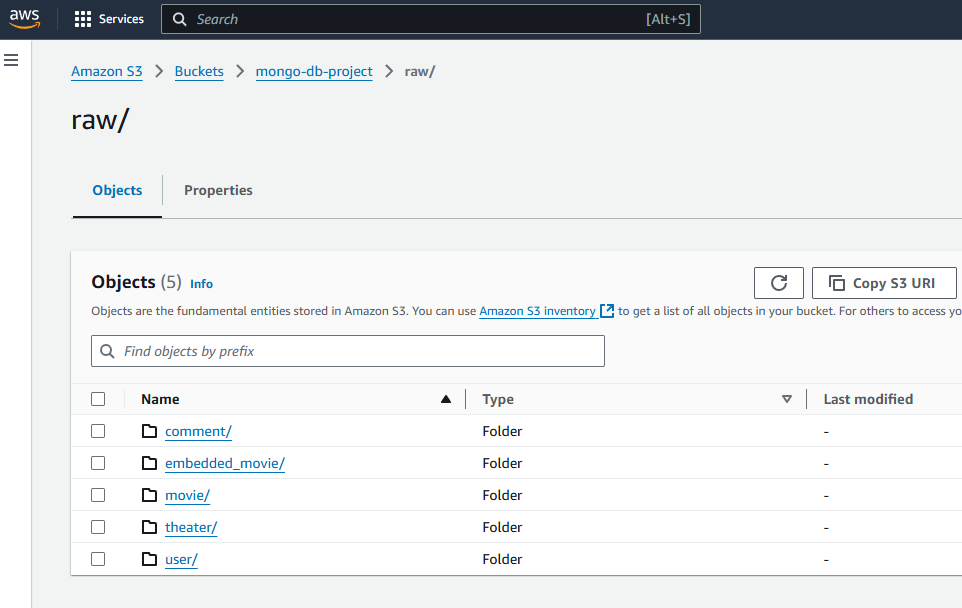 aws Services Search [Alt+S]
Amazon S3 > Buckets > mongo-db-project > raw/
raw/
Objects Properties
Objects (5) Info
Copy S3 URI
Objects are the fundamental entities stored in Amazon S3. You can use Amazon S3 inventory to get a list of all objects in your bucket. For others to access yo
Find objects by prefix
Name Type Last modified
comment/ Folder -
embedded_movie/ Folder -
movie/ Folder -
theater/ Folder -
user/ Folder -